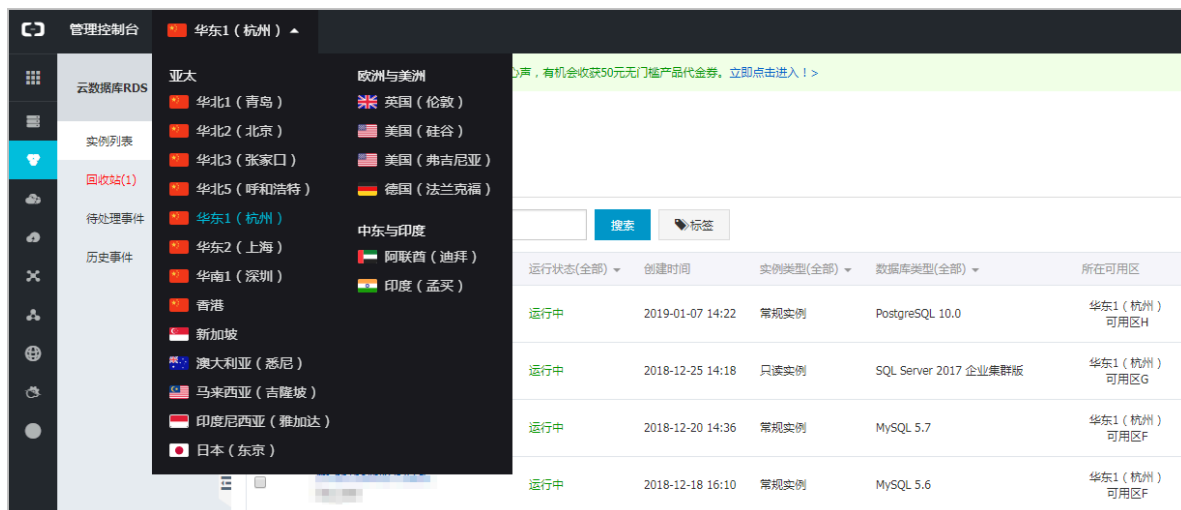 管理控制台
华东1 ( 杭州 )
云数据库RDS
实例列表
回收站(1)
待处理事件
历史事件
亚太
华北1 ( 青岛 )
华北2 ( 北京 )
华北3 ( 张家口 )
华北5 ( 呼和浩特 )
华东1 ( 杭州 )
华东2 ( 上海 )
华南1 ( 深圳 )
香港
新加坡
澳大利亚 ( 悉尼 )
马来西亚 ( 吉隆坡 )
印度尼西亚 ( 雅加达 )
日本 ( 东京 )
欧洲与美洲
英国 ( 伦敦 )
美国 ( 硅谷 )
美国 ( 弗吉尼亚 )
德国 ( 法兰克福 )
中东与印度
阿联酋 ( 迪拜 )
印度 ( 孟买 )
声，有机会收获50元无门槛产品代金券。立即点击进入！>
搜索 标签
运行状态(全部) 创建时间 实例类型(全部) 数据库类型(全部) 所在可用区
运行中 2019-01-07 14:22 常规实例 PostgreSQL 10.0 华东1 ( 杭州 )
可用区H
运行中 2018-12-25 14:18 只读实例 SQL Server 2017 企业集群版 华东1 ( 杭州 )
可用区G
运行中 2018-12-20 14:36 常规实例 MySQL 5.7 华东1 ( 杭州 )
可用区F
运行中 2018-12-18 16:10 常规实例 MySQL 5.6 华东1 ( 杭州 )
可用区F